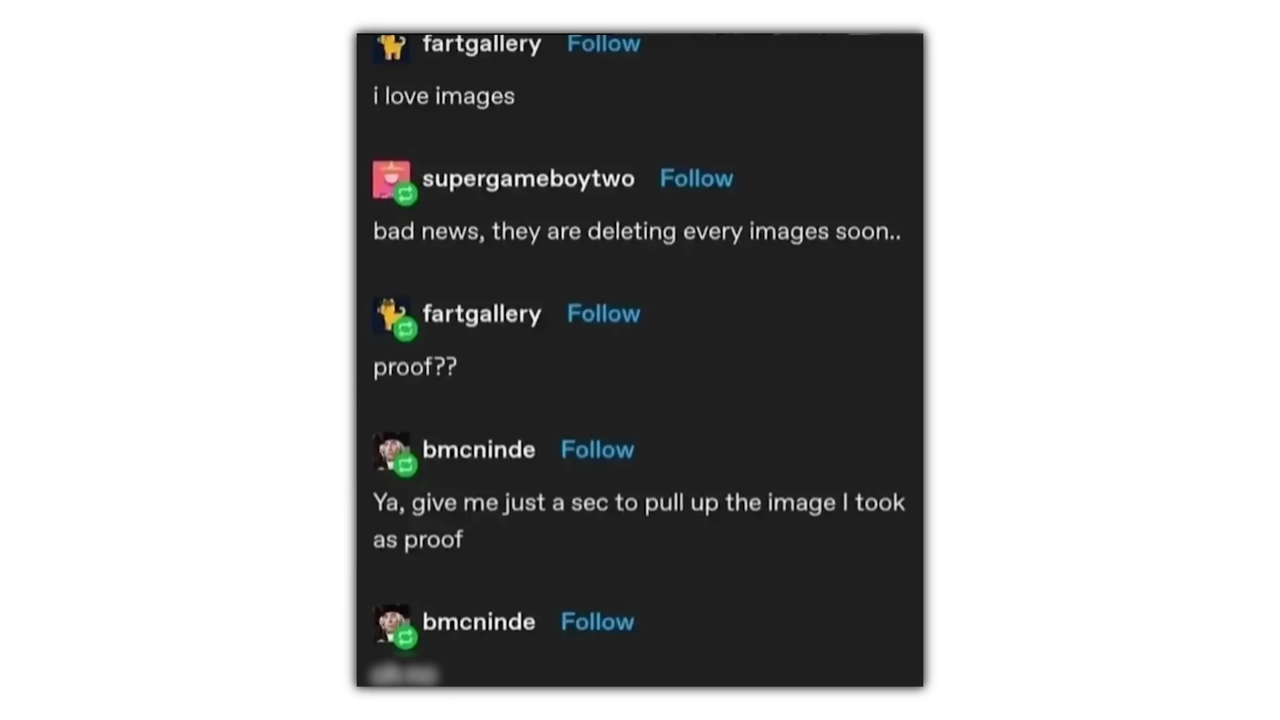 fartgallery Follow
i love images
supergameboytwo Follow
bad news, they are deleting every images soon..
fartgallery Follow
proof??
bmcninde Follow
Ya, give me just a sec to pull up the image I took
as proof
bmcninde Follow